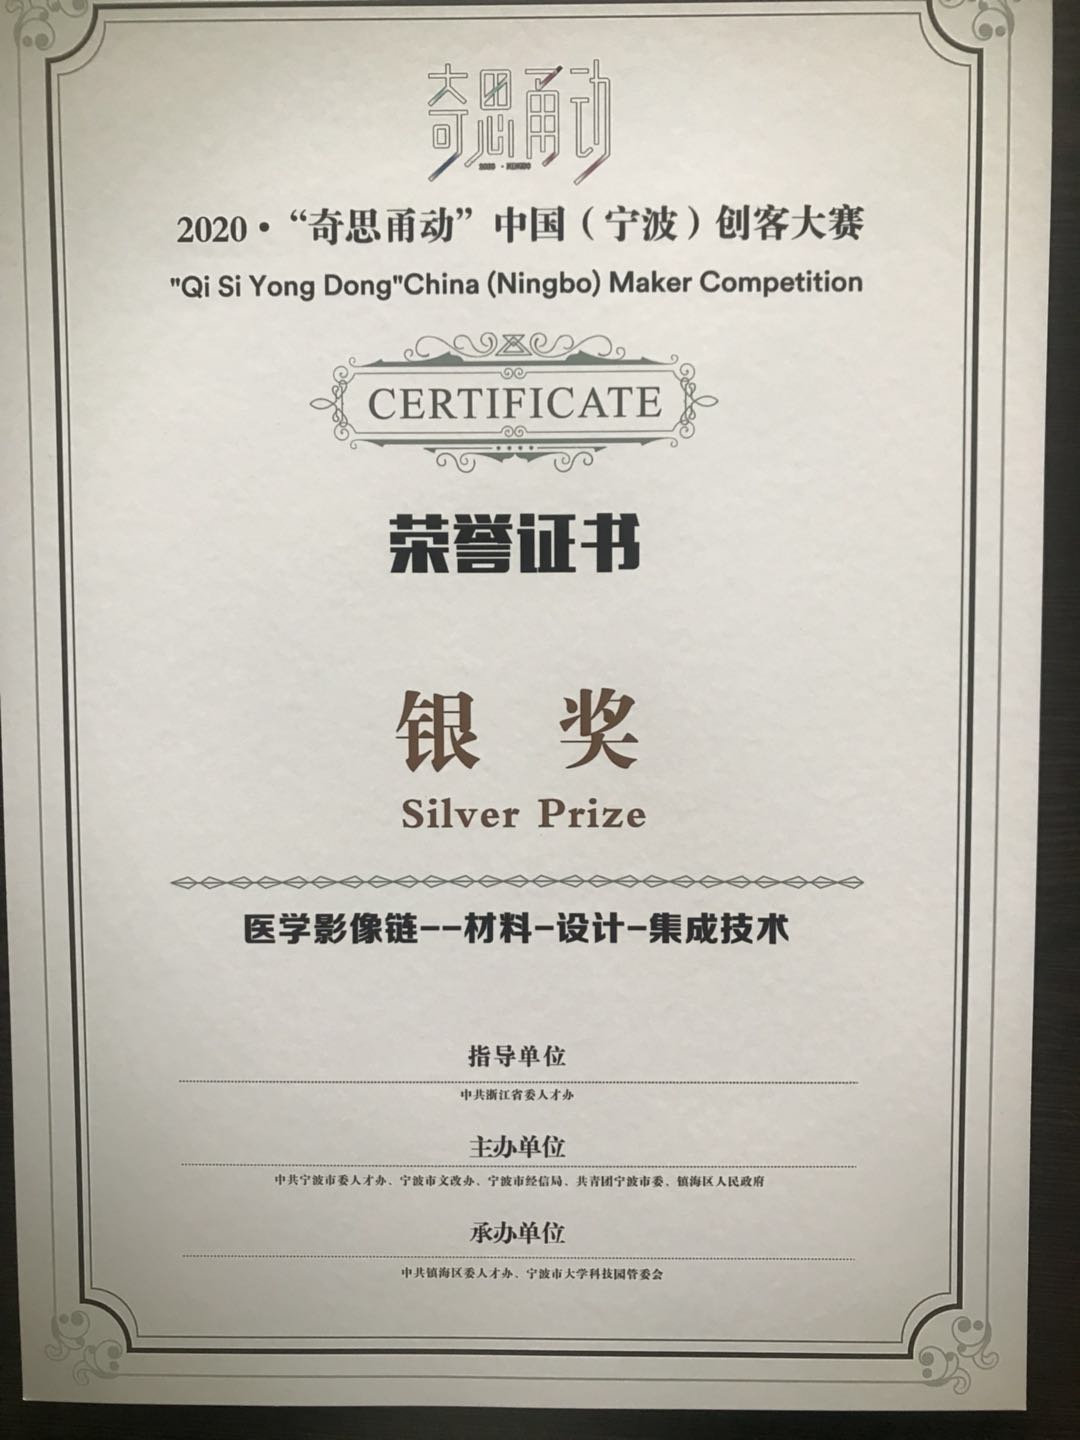 奇思甬动
2020·NINGBO
2020·“奇思甬动”中国（宁波）创客大赛
"Qi Si Yong Dong"China (Ningbo) Maker Competition
CERTIFICATE
荣誉证书
银 奖
Silver Prize
医学影像链--材料-设计-集成技术
指导单位
中共浙江省委人才办
主办单位
中共宁波市委人才办、宁波市文改办、宁波市经信局、共青团宁波市委、镇海区人民政府
承办单位
中共镇海区委人才办、宁波市大学科技园管委会